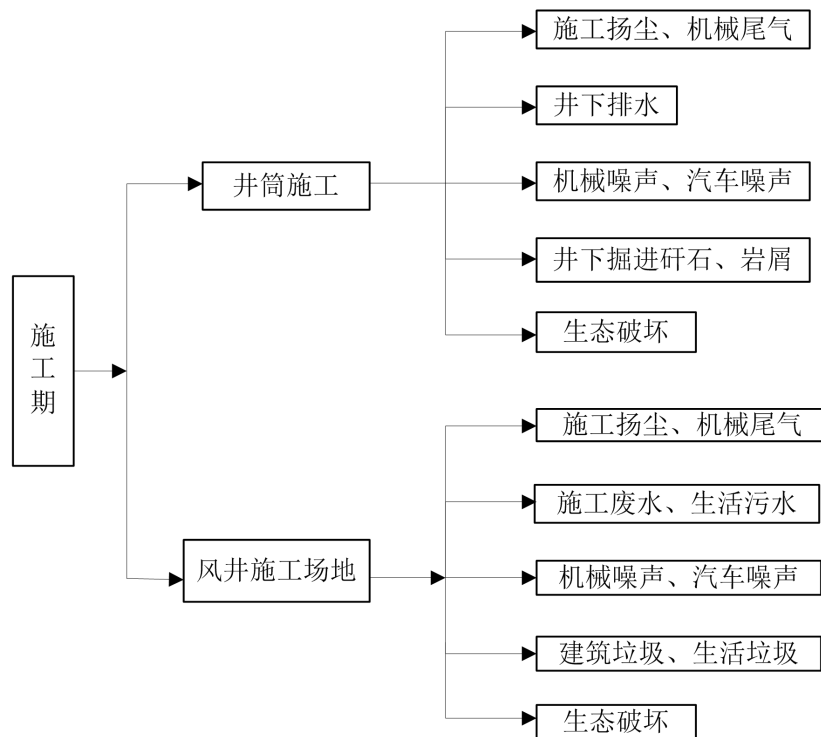 施工期
井筒施工
施工扬尘、机械尾气
井下排水
机械噪声、汽车噪声
井下掘进矸石、岩屑
生态破坏
风井施工场地
施工扬尘、机械尾气
施工废水、生活污水
机械噪声、汽车噪声
建筑垃圾、生活垃圾
生态破坏